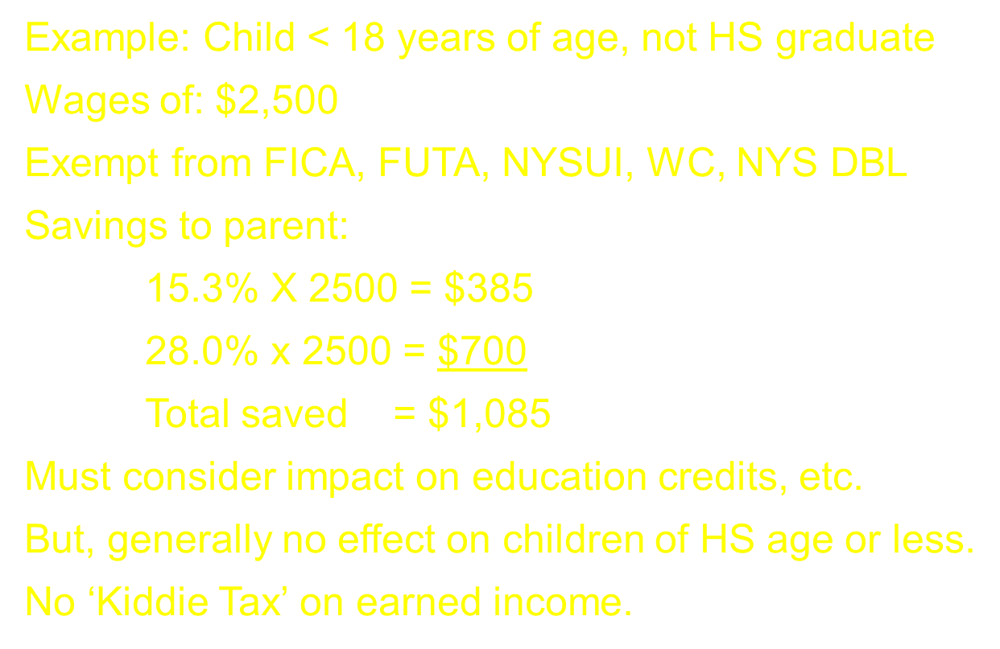 Example: Child < 18 years of age, not HS graduate
Wages of: $2,500
Exempt from FICA, FUTA, NYSUI, WC, NYS DBL
Savings to parent:
15.3% X 2500 = $385
28.0% x 2500 = $700
Total saved = $1,085
Must consider impact on education credits, etc.
But, generally no effect on children of HS age or less.
No ‘Kiddie Tax’ on earned income.